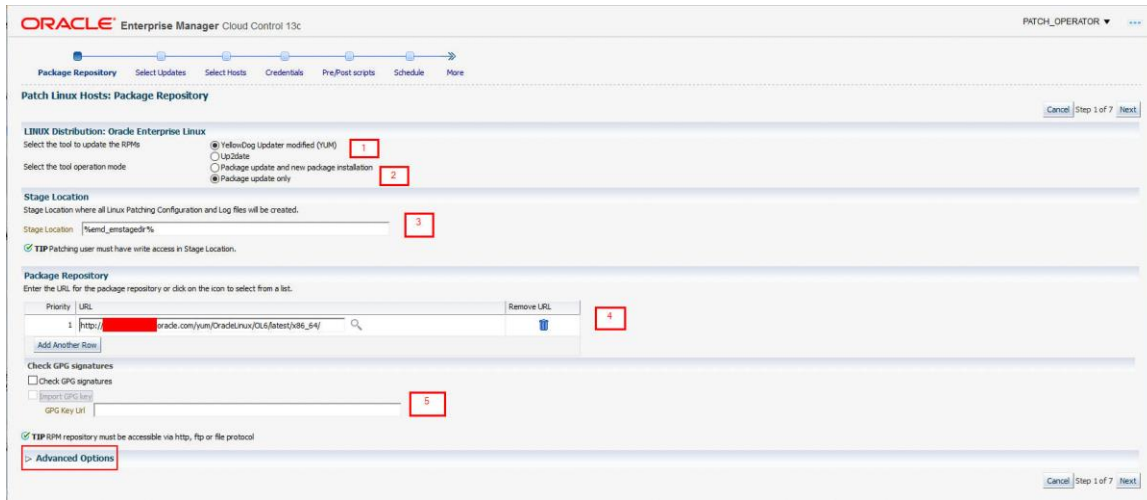 ORACLE Enterprise Manager Cloud Control 13c
PATCH_OPERATOR
Package Repository Select Updates Select Hosts Credentials Pre/Post scripts Schedule More
Patch Linux Hosts: Package Repository
Cancel Step 1 of 7 Next
LINUX Distribution: Oracle Enterprise Linux
Select the tool to update the RPMs
YellowDog Updater modified (YUM)
1
Up2date
Select the tool operation mode
Package update and new package installation
2
Package update only
Stage Location
Stage Location where all Linux Patching Configuration and Log files will be created.
Stage Location %emd_emstagedir%
3
TIP Patching user must have write access in Stage Location.
Package Repository
Enter the URL for the package repository or click on the icon to select from a list.
Priority URL Remove URL
1 http:// oracle.com/yum/OracleLinux/OL6/latest/x86_64/
4
Add Another Row
Check GPG signatures
Check GPG signatures
Import GPG key
GPG Key Url
5
TIP RPM repository must be accessible via http, ftp or file protocol
Advanced Options
Cancel Step 1 of 7 Next